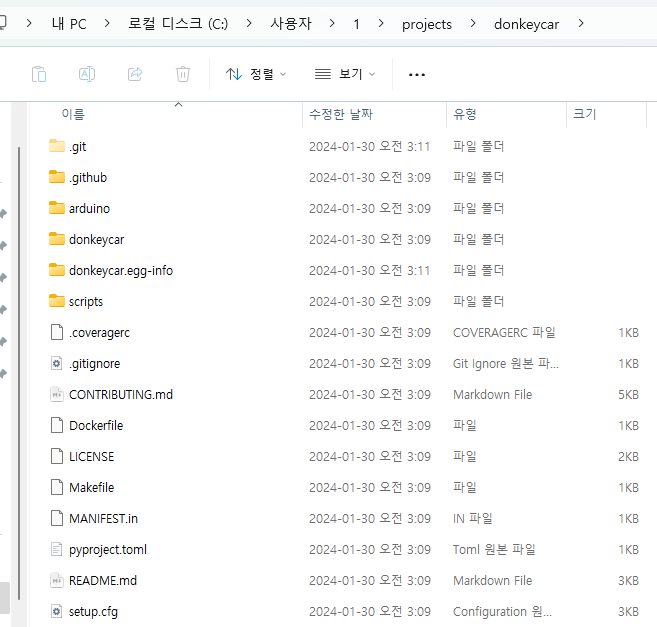 내 PC > 로컬 디스크 (C:) > 사용자 > 1 > projects > donkeycar >
정렬 보기 •••
이름 수정한 날짜 유형 크기
.git 2024-01-30 오전 3:11 파일 폴더
.github 2024-01-30 오전 3:09 파일 폴더
arduino 2024-01-30 오전 3:09 파일 폴더
donkeycar 2024-01-30 오전 3:09 파일 폴더
donkeycar.egg-info 2024-01-30 오전 3:11 파일 폴더
scripts 2024-01-30 오전 3:09 파일 폴더
.coveragerc 2024-01-30 오전 3:09 COVERAGERC 파일 1KB
.gitignore 2024-01-30 오전 3:09 Git Ignore 원본 파... 1KB
CONTRIBUTING.md 2024-01-30 오전 3:09 Markdown File 5KB
Dockerfile 2024-01-30 오전 3:09 파일 1KB
LICENSE 2024-01-30 오전 3:09 파일 2KB
Makefile 2024-01-30 오전 3:09 파일 1KB
MANIFEST.in 2024-01-30 오전 3:09 IN 파일 1KB
pyproject.toml 2024-01-30 오전 3:09 Toml 원본 파일 1KB
README.md 2024-01-30 오전 3:09 Markdown File 3KB
setup.cfg 2024-01-30 오전 3:09 Configuration 원... 3KB